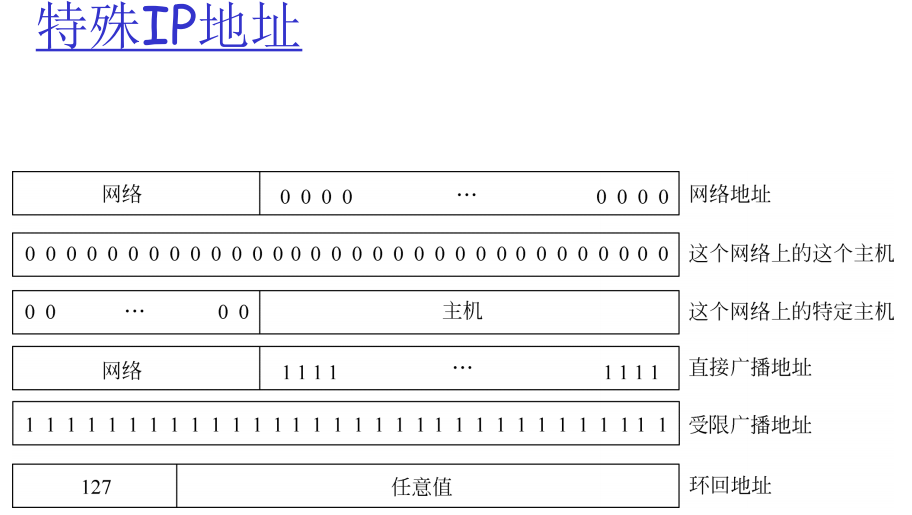 特殊IP地址
网络 0 0 0 0 … 0 0 0 0 网络地址
0 0 0 0 0 0 0 0 0 0 0 0 0 0 0 0 0 0 0 0 0 0 0 0 0 0 0 0 0 0 0 0 这个网络上的这个主机
0 0 … 0 0 主机 这个网络上的特定主机
网络 1 1 1 1 … 1 1 1 1 直接广播地址
1 1 1 1 1 1 1 1 1 1 1 1 1 1 1 1 1 1 1 1 1 1 1 1 1 1 1 1 1 1 1 1 受限广播地址
127 任意值 环回地址